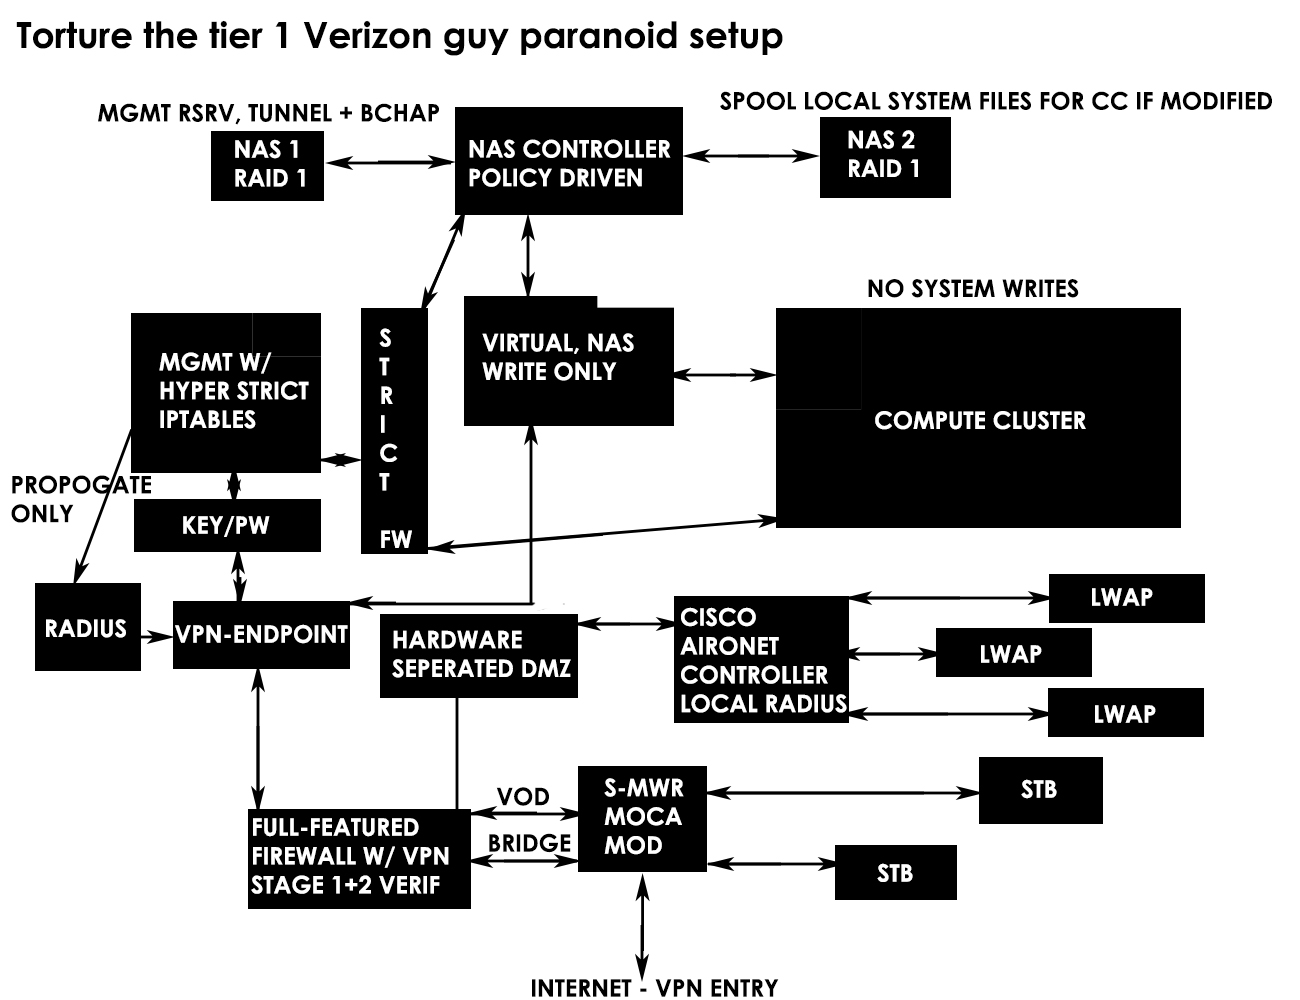 Torture the tier 1 Verizon guy paranoid setup
MGMT RSRV, TUNNEL + BCHAP
SPOOL LOCAL SYSTEM FILES FOR CC IF MODIFIED
NAS 1
RAID 1
NAS CONTROLLER
POLICY DRIVEN
NAS 2
RAID 1
NO SYSTEM WRITES
MGMT W/
HYPER STRICT
IPTABLES
S
T
R
I
C
T
FW
VIRTUAL, NAS
WRITE ONLY
COMPUTE CLUSTER
PROPOGATE
ONLY
KEY/PW
RADIUS
VPN-ENDPOINT
HARDWARE
SEPERATED DMZ
CISCO
AIRONET
CONTROLLER
LOCAL RADIUS
LWAP
LWAP
LWAP
VOD
BRIDGE
S-MWR
MOCA
MOD
STB
STB
FULL-FEATURED
FIREWALL W/ VPN
STAGE 1+2 VERIF
INTERNET - VPN ENTRY